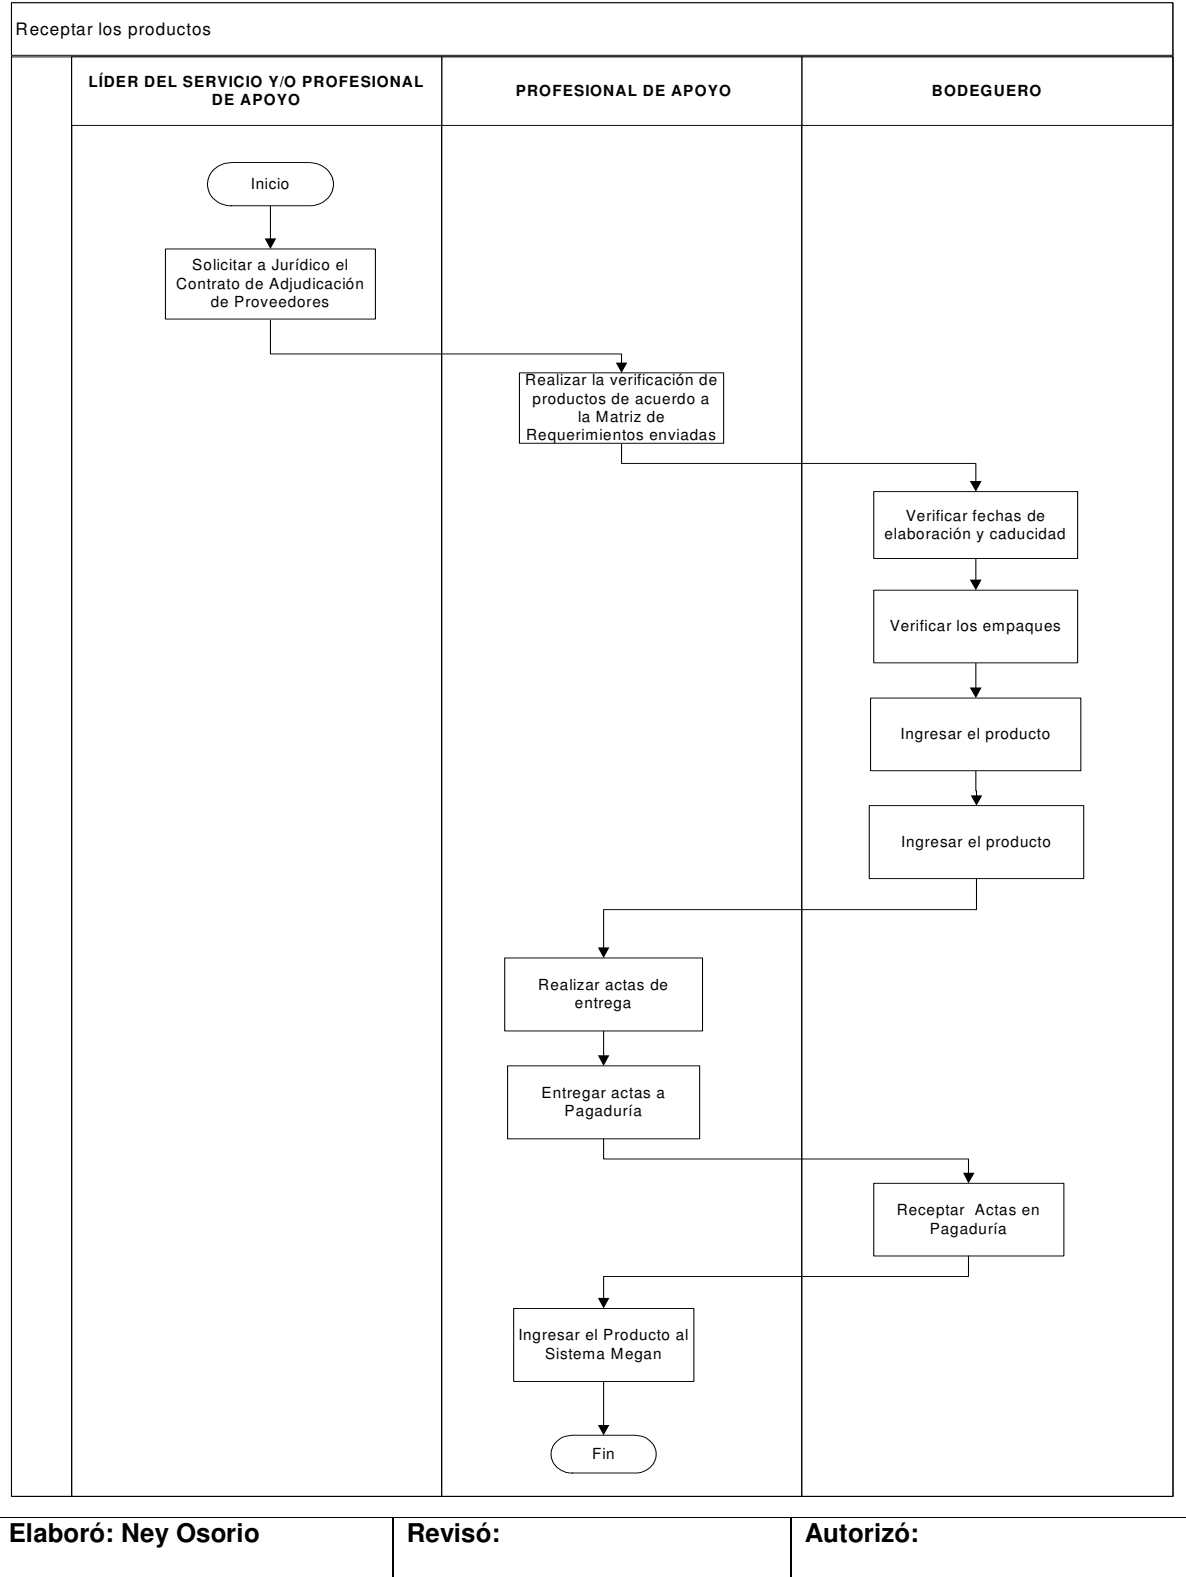 Receptar los productos
LÍDER DEL SERVICIO Y/O PROFESIONAL
DE APOYO
PROFESIONAL DE APOYO
BODEGUERO
Inicio
Solicitar a Jurídico el
Contrato de Adjudicación
de Proveedores
Realizar la verificación de
productos de acuerdo a
la Matriz de
Requerimientos enviadas
Verificar fechas de
elaboración y caducidad
Verificar los empaques
Ingresar el producto
Ingresar el producto
Realizar actas de
entrega
Entregar actas a
Pagaduría
Receptar Actas en
Pagaduría
Ingresar el Producto al
Sistema Megan
Fin
Elaboró: Ney Osorio
Revisó:
Autorizó: